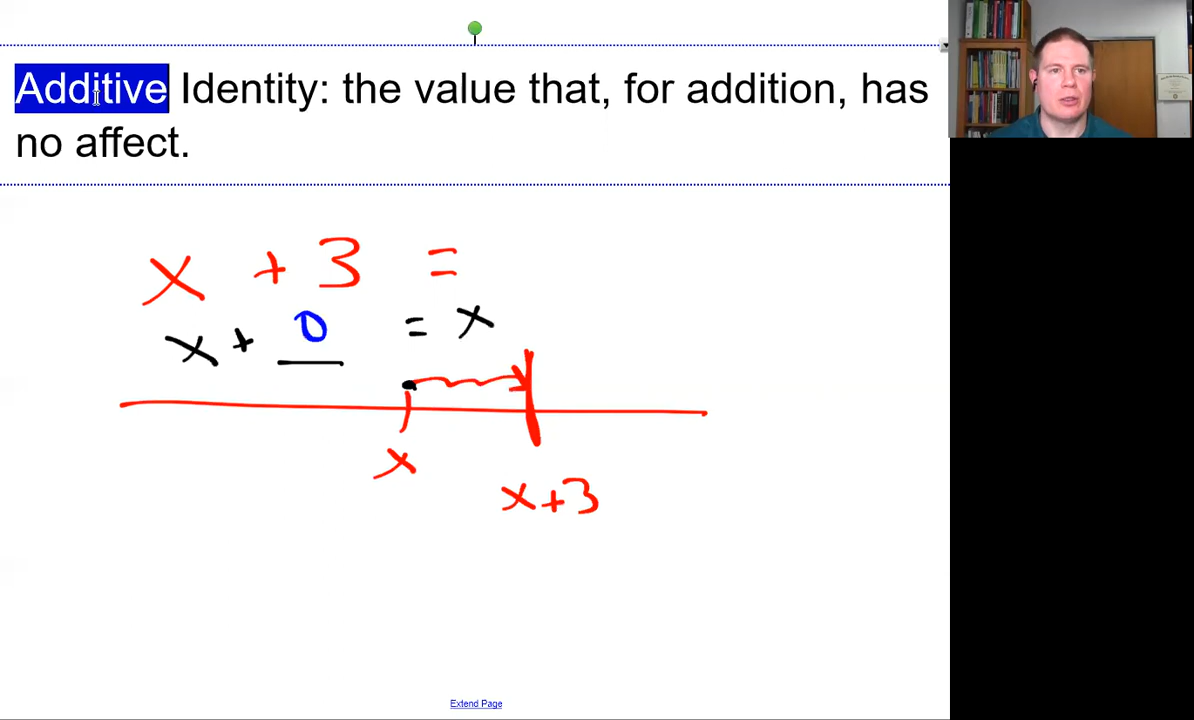 Additive Identity: the value that, for addition, has
no affect.
x + 3 =
x + 0 = x
x
x+3
Extend Page